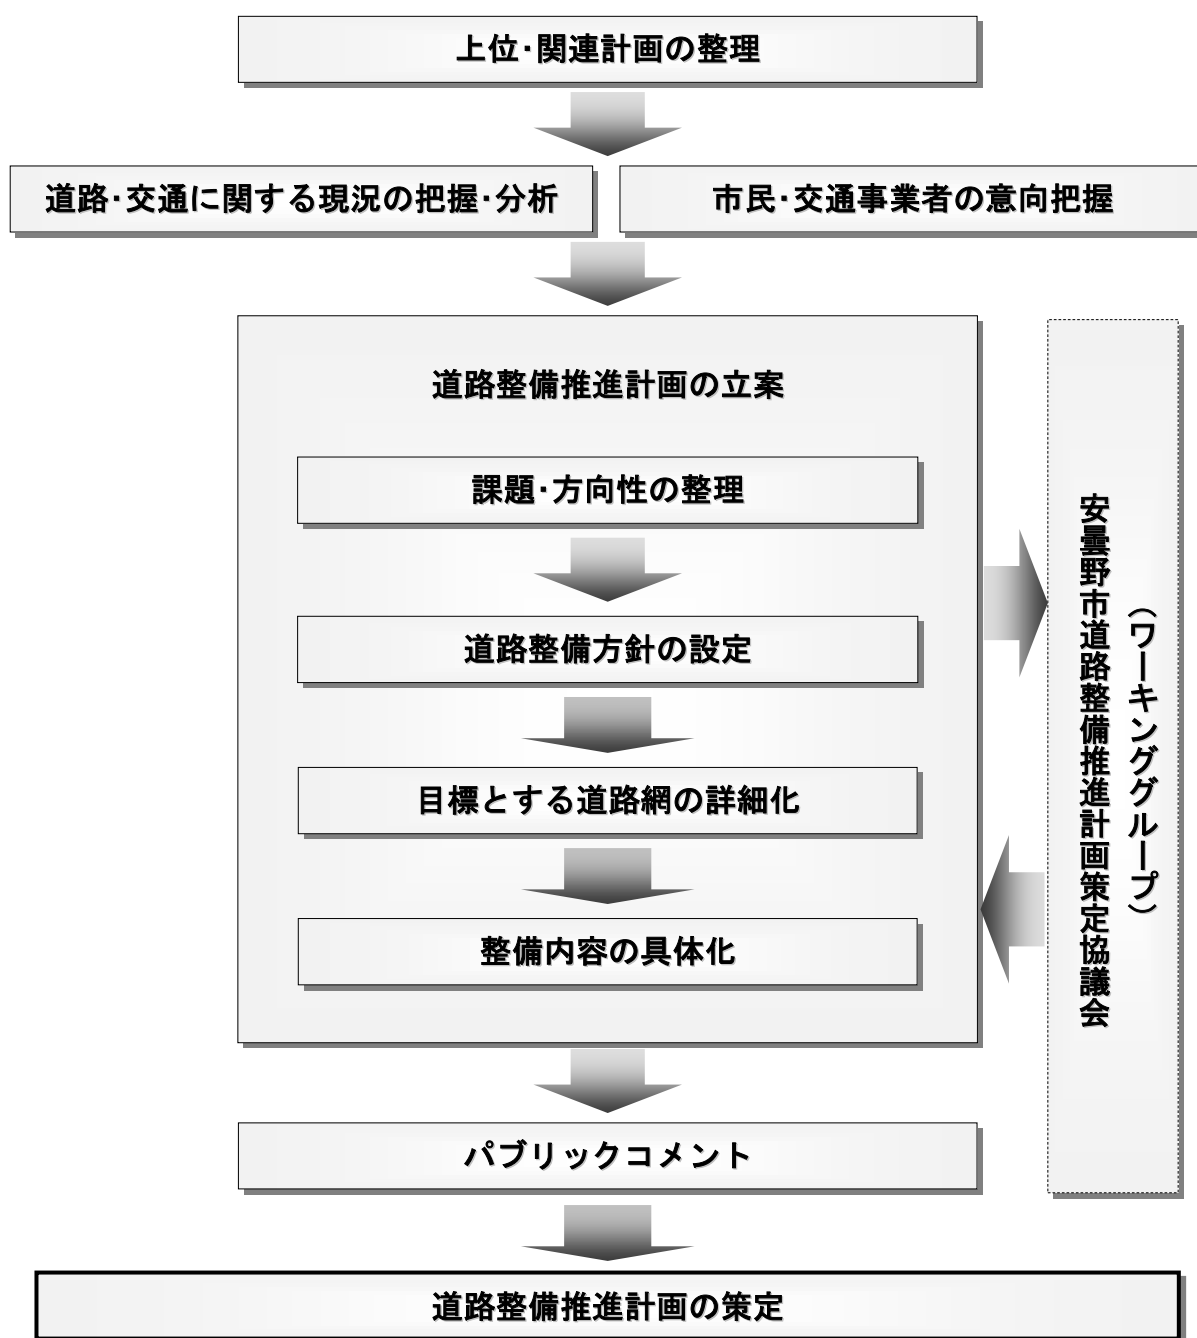 上位･関連計画の整理
道路･交通に関する現況の把握･分析
市民･交通事業者の意向把握
道路整備推進計画の立案
課題･方向性の整理
道路整備方針の設定
目標とする道路網の詳細化
整備内容の具体化
（ワーキンググループ）
安曇野市道路整備推進計画策定協議会
パブリックコメント
道路整備推進計画の策定